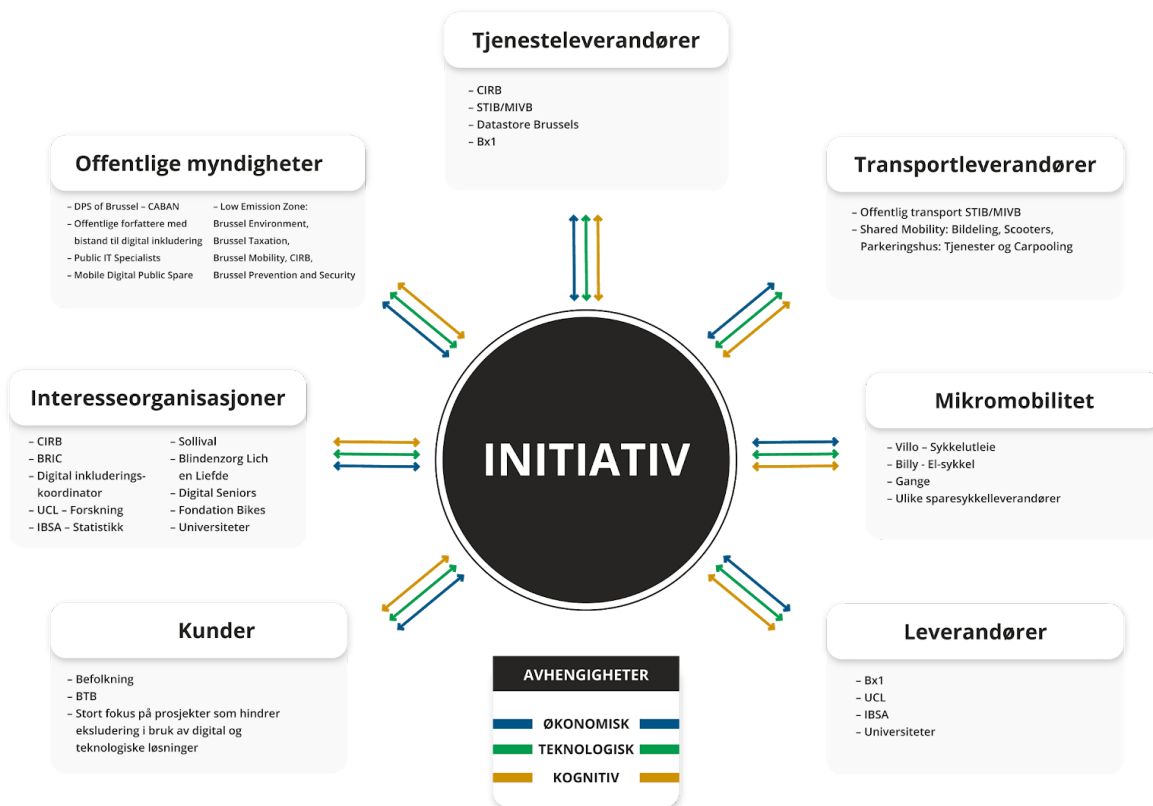 Tjenesteleverandører
– CIRB
– STIB/MIVB
– Datastore Brussels
– Bx1
Offentlige myndigheter
– DPS of Brussel – CABAN
– Offentlige forfattere med
bistand til digital inkludering
– Public IT Specialists
– Mobile Digital Public Spare
– Low Emission Zone:
Brussel Environment,
Brussel Taxation,
Brussel Mobility, CIRB,
Brussel Prevention and Security
Transportleverandører
– Offentlig transport STIB/MIVB
– Shared Mobility: Bildeling, Scooters,
Parkeringshus: Tjenester og Carpooling
Interesseorganisasjoner
– CIRB
– BRIC
– Digital inkluderings-
koordinator
– UCL – Forskning
– IBSA – Statistikk
– Sollival
– Blindenzorg Lich
en Liefde
– Digital Seniors
– Fondation Bikes
– Universiteter
INITIATIV
Mikromobilitet
– Villo – Sykkelutleie
– Billy - El-sykkel
– Gange
– Ulike sparesykkelleverandører
Kunder
– Befolkning
– BTB
– Stort fokus på prosjekter som hindrer
eksludering i bruk av digital og
teknologiske løsninger
Leverandører
– Bx1
– UCL
– IBSA
– Universiteter
AVHENGIGHETER
ØKONOMISK
TEKNOLOGISK
KOGNITIV